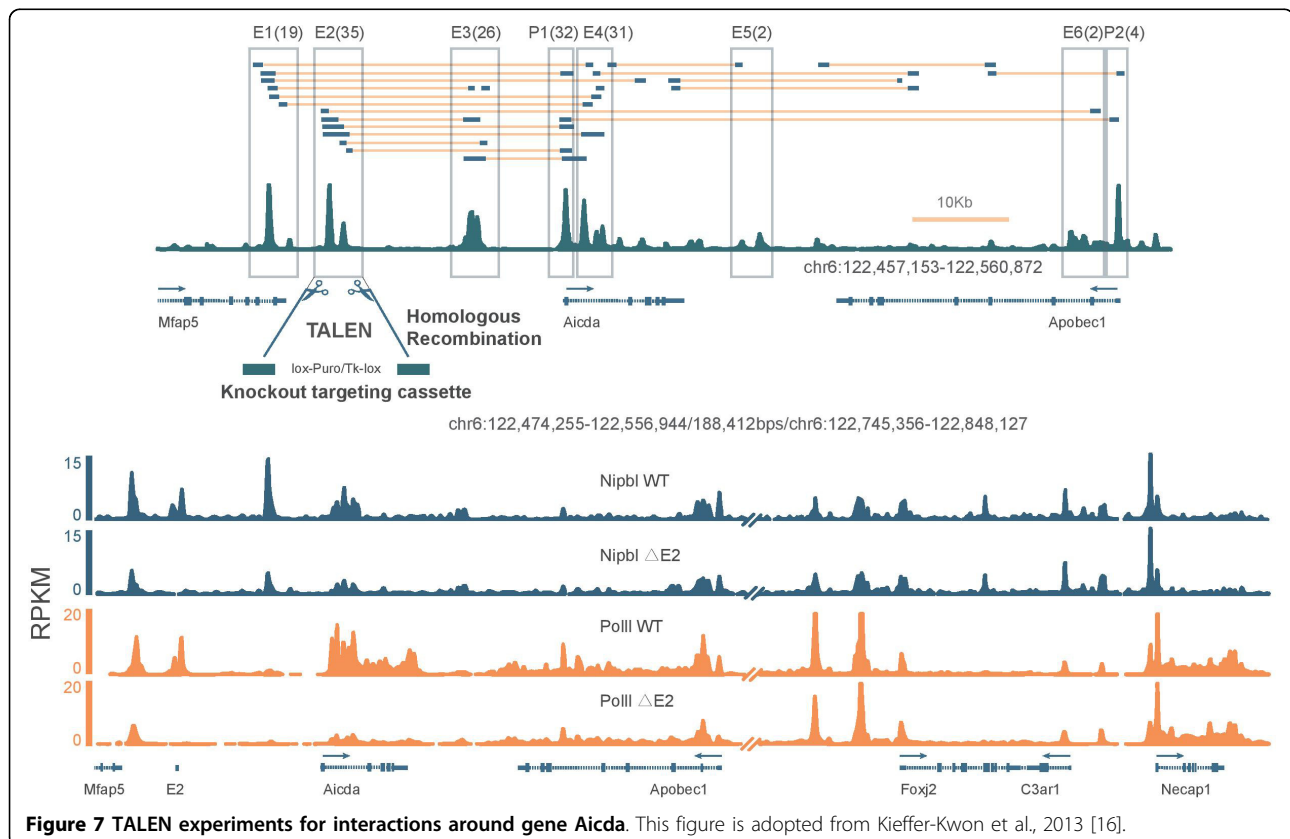 E1(19) E2(35) E3(26) P1(32) E4(31) E5(2) E6(2) P2(4)
10Kb
chr6:122,457,153-122,560,872
Mfap5 Aicda Apobec1
TALEN
Homologous
Recombination
lox-Puro/Tk-lox
Knockout targeting cassette
chr6:122,474,255-122,556,944/188,412bps/chr6:122,745,356-122,848,127
RPKM
15
Nipbl WT
0
15
Nipbl △E2
0
20
PolII WT
0
20
PolII △E2
0
Mfap5 E2 Aicda Apobec1 Foxj2 C3ar1 Necap1
Figure 7 TALEN experiments for interactions around gene Aicda. This figure is adopted from Kieffer-Kwon et al., 2013 [16].